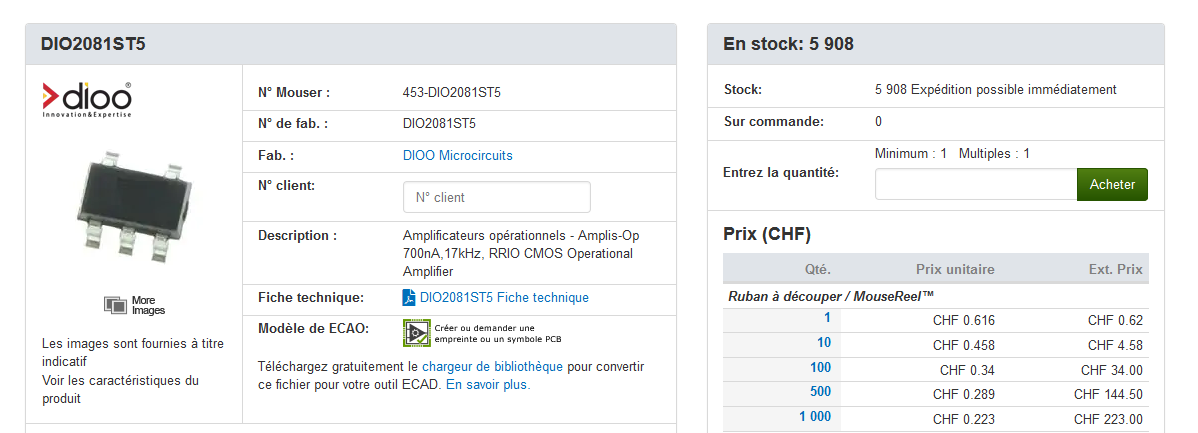 DIO2081ST5
dioo®
Innovation&Expertise
More
Images
Les images sont fournies à titre
indicatif
Voir les caractéristiques du
produit
N° Mouser : 453-DIO2081ST5
N° de fab. : DIO2081ST5
Fab. : DIOO Microcircuits
N° client: N° client
Description : Amplificateurs opérationnels - Amplis-Op
700nA,17kHz, RRIO CMOS Operational
Amplifier
Fiche technique: DIO2081ST5 Fiche technique
Modèle de ECAO: Créer ou demander une
empreinte ou un symbole PCB
Téléchargez gratuitement le chargeur de bibliothèque pour convertir
ce fichier pour votre outil ECAD. En savoir plus.
En stock: 5 908
Stock: 5 908 Expédition possible immédiatement
Sur commande: 0
Minimum : 1 Multiples : 1
Entrez la quantité: Acheter
Prix (CHF)
Qté. Prix unitaire Ext. Prix
Ruban à découper / MouseReel™
1 CHF 0.616 CHF 0.62
10 CHF 0.458 CHF 4.58
100 CHF 0.34 CHF 34.00
500 CHF 0.289 CHF 144.50
1 000 CHF 0.223 CHF 223.00